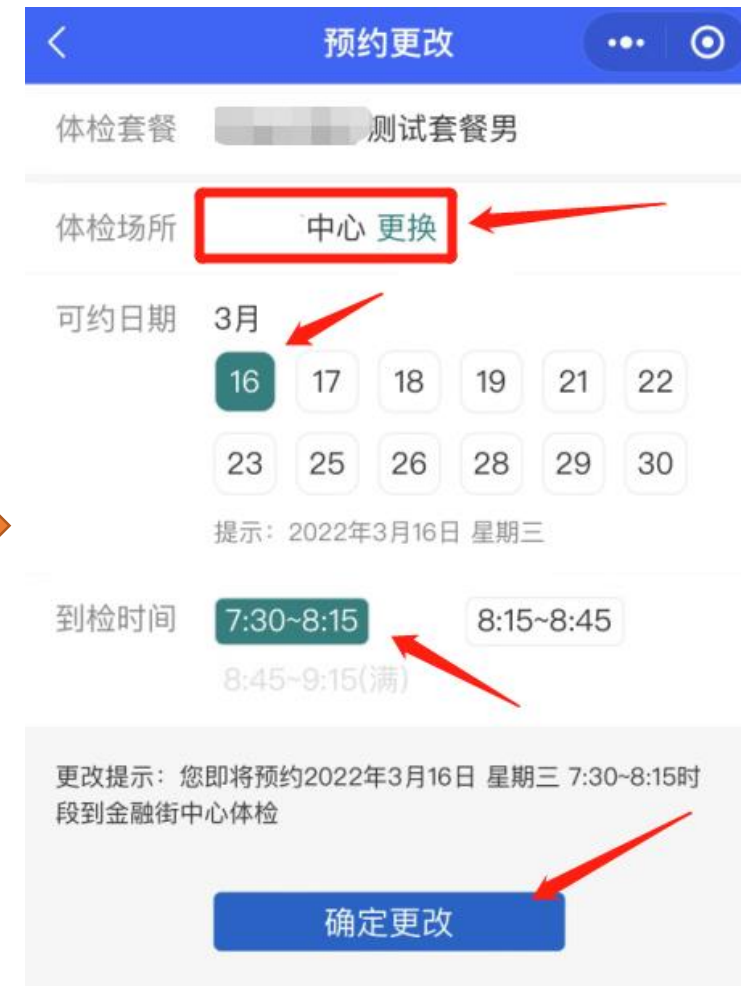 预约更改
体检套餐 测试套餐男
体检场所 中心 更换
可约日期 3月
16 17 18 19 21 22
23 25 26 28 29 30
提示：2022年3月16日 星期三
到检时间 7:30~8:15 8:15~8:45
8:45~9:15(满)
更改提示：您即将预约2022年3月16日 星期三 7:30~8:15时
段到金融街中心体检
确定更改